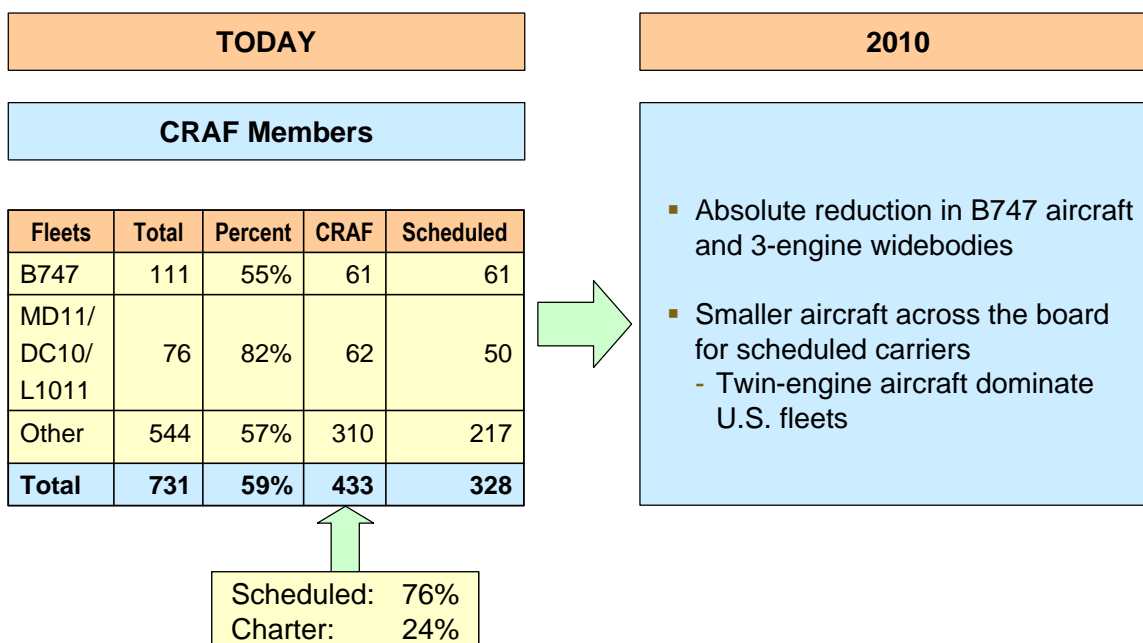 TODAY
2010
CRAF Members
Fleets Total Percent CRAF Scheduled
B747 111 55% 61 61
MD11/
DC10/
L1011
76 82% 62 50
Other 544 57% 310 217
Total 731 59% 433 328
Scheduled: 76%
Charter: 24%
▪ Absolute reduction in B747 aircraft
and 3-engine widebodies
▪ Smaller aircraft across the board
for scheduled carriers
- Twin-engine aircraft dominate
U.S. fleets